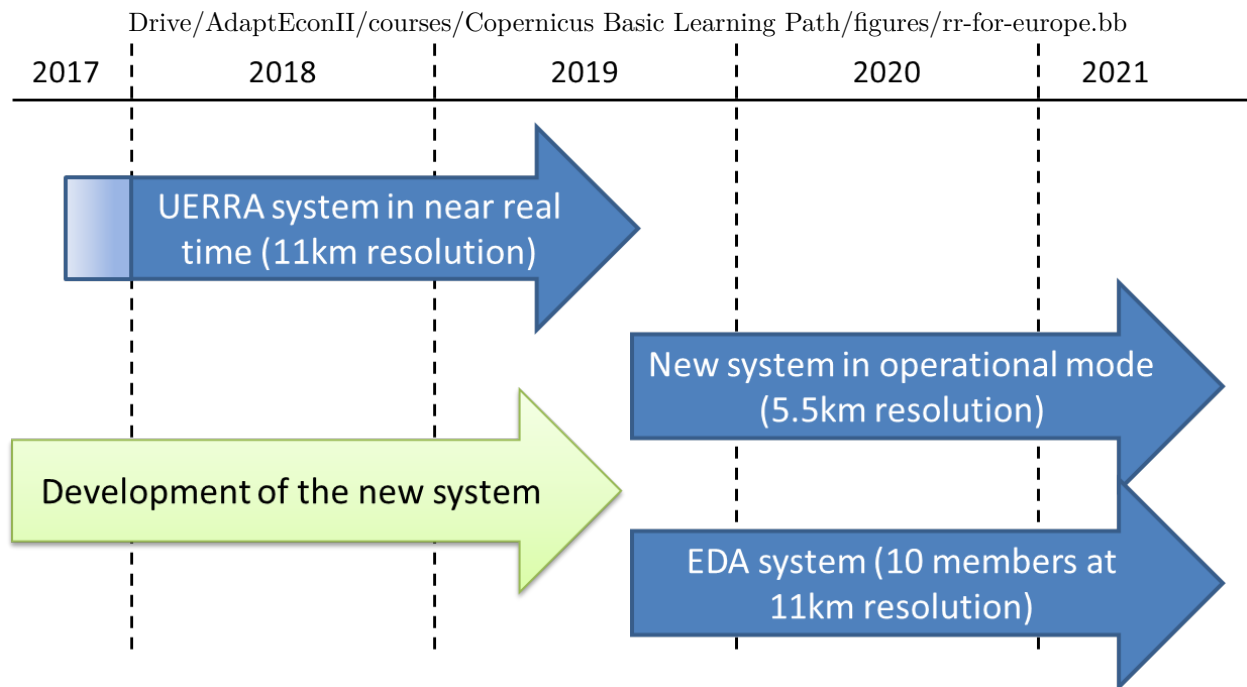 Drive/AdaptEconII/courses/Copernicus Basic Learning Path/figures/rr-for-europe.bb
2017 2018 2019 2020 2021
UERRA system in near real
time (11km resolution)
New system in operational mode
(5.5km resolution)
Development of the new system
EDA system (10 members at
11km resolution)